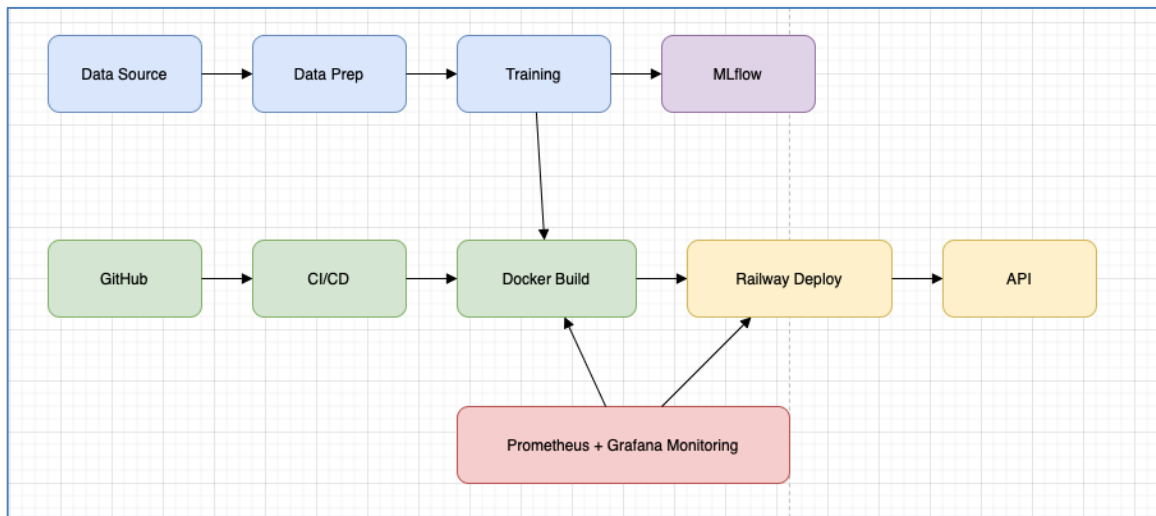 Data Source
Data Prep
Training
MLflow
GitHub
CI/CD
Docker Build
Railway Deploy
API
Prometheus + Grafana Monitoring